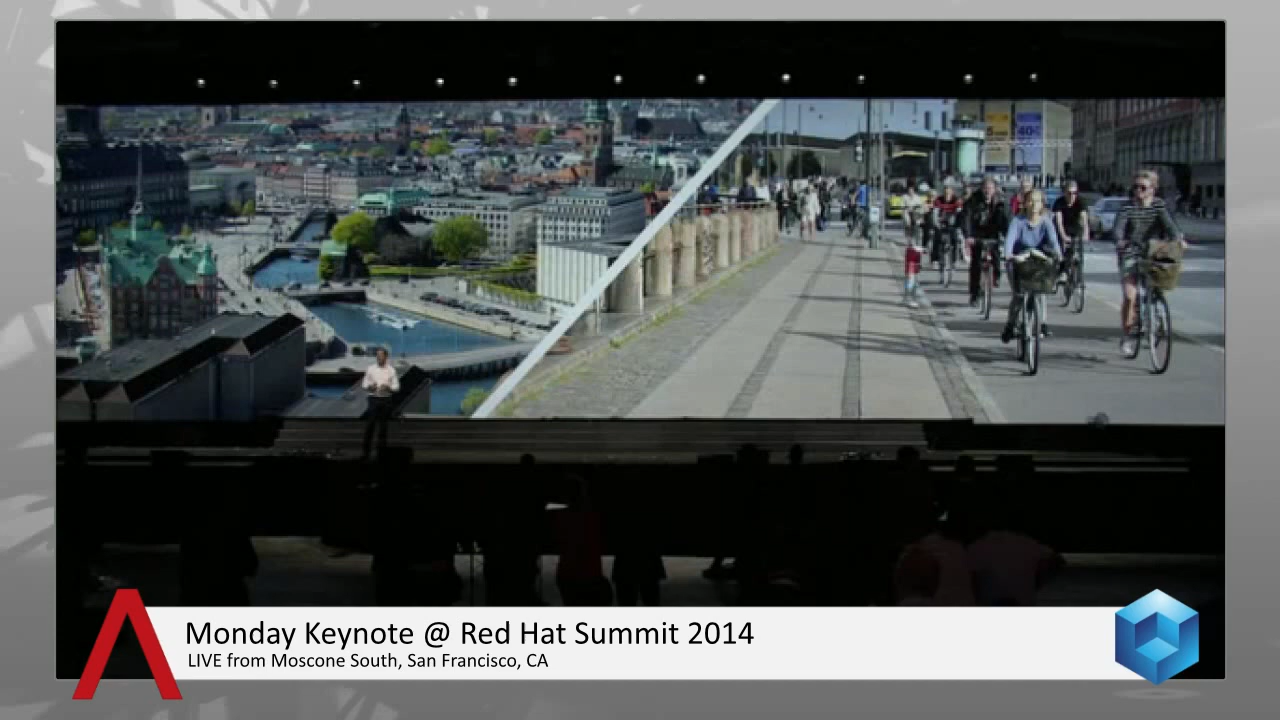 Monday Keynote @ Red Hat Summit 2014
LIVE from Moscone South, San Francisco, CA